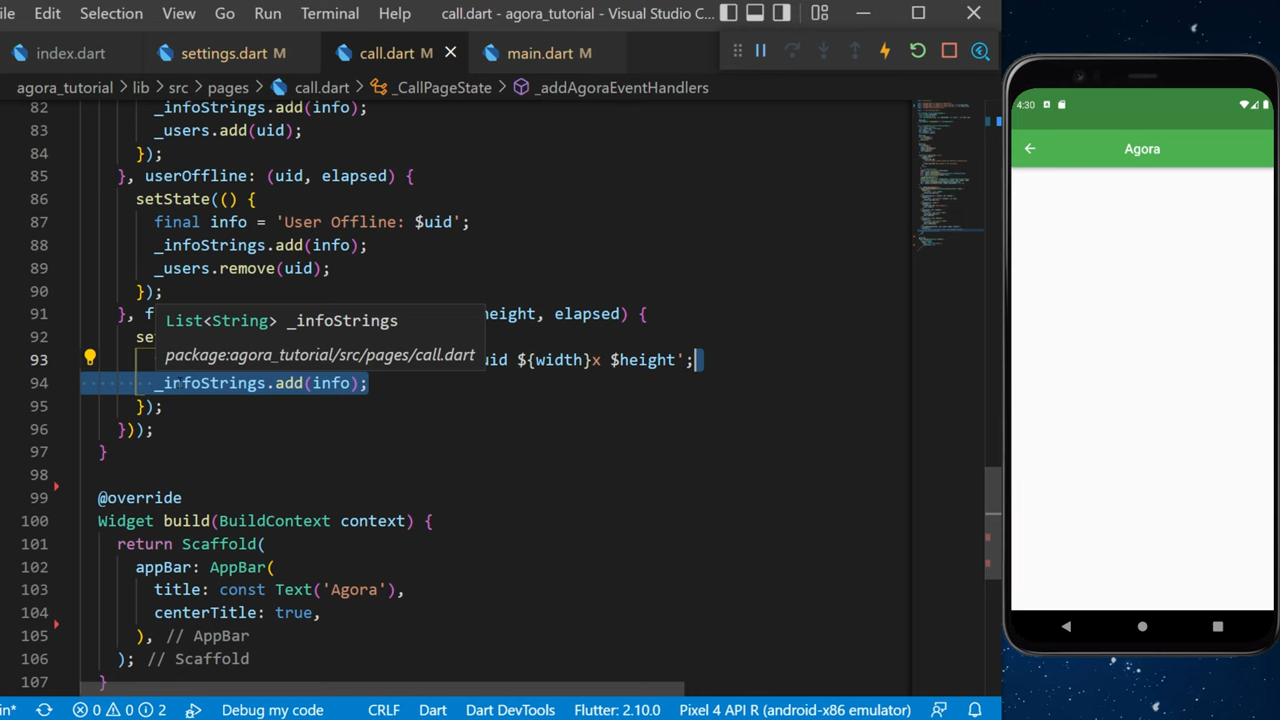 ile Edit Selection View Go Run Terminal Help call.dart - agora_tutorial - Visual Studio C...
index.dart settings.dart M call.dart M main.dart M
agora_tutorial > lib > src > pages > call.dart > _CallPageState > _addAgoraEventHandlers
82 _infoStrings.add(info);
83 _users.add(uid);
84 });
85 }, userOffline: (uid, elapsed) {
86 setState(() {
87 final info = 'User Offline: $uid';
88 _infoStrings.add(info);
89 _users.remove(uid);
90 });
91 }, f height, elapsed) {
92 set
List<String> _infoStrings
package:agora_tutorial/src/pages/call.dart
93 uid ${width}x $height';
94 _infoStrings.add(info);
95 });
96 }));
97 }
98
99 @override
100 Widget build(BuildContext context) {
101 return Scaffold(
102 appBar: AppBar(
103 title: const Text('Agora'),
104 centerTitle: true,
105 ), // AppBar
106 ); // Scaffold
107 }
in* 0 0 2 Debug my code CRLF Dart Dart DevTools Flutter: 2.10.0 Pixel 4 API R (android-x86 emulator)
4:30
Agora